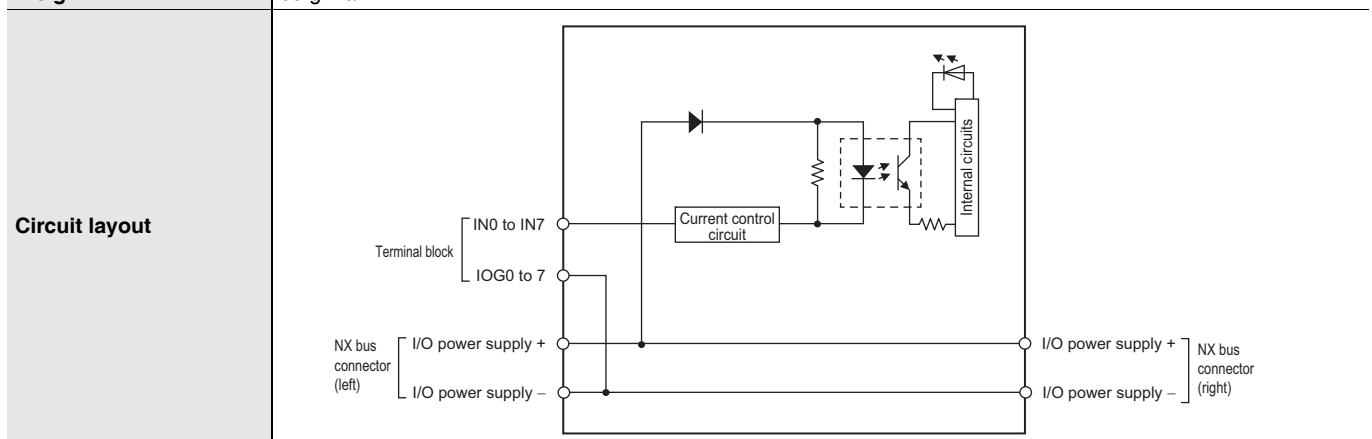 Circuit layout
Internal circuits
IN0 to IN7
Current control
circuit
Terminal block
IOG0 to 7
NX bus
connector
(left)
I/O power supply +
I/O power supply –
I/O power supply +
I/O power supply –
NX bus
connector
(right)